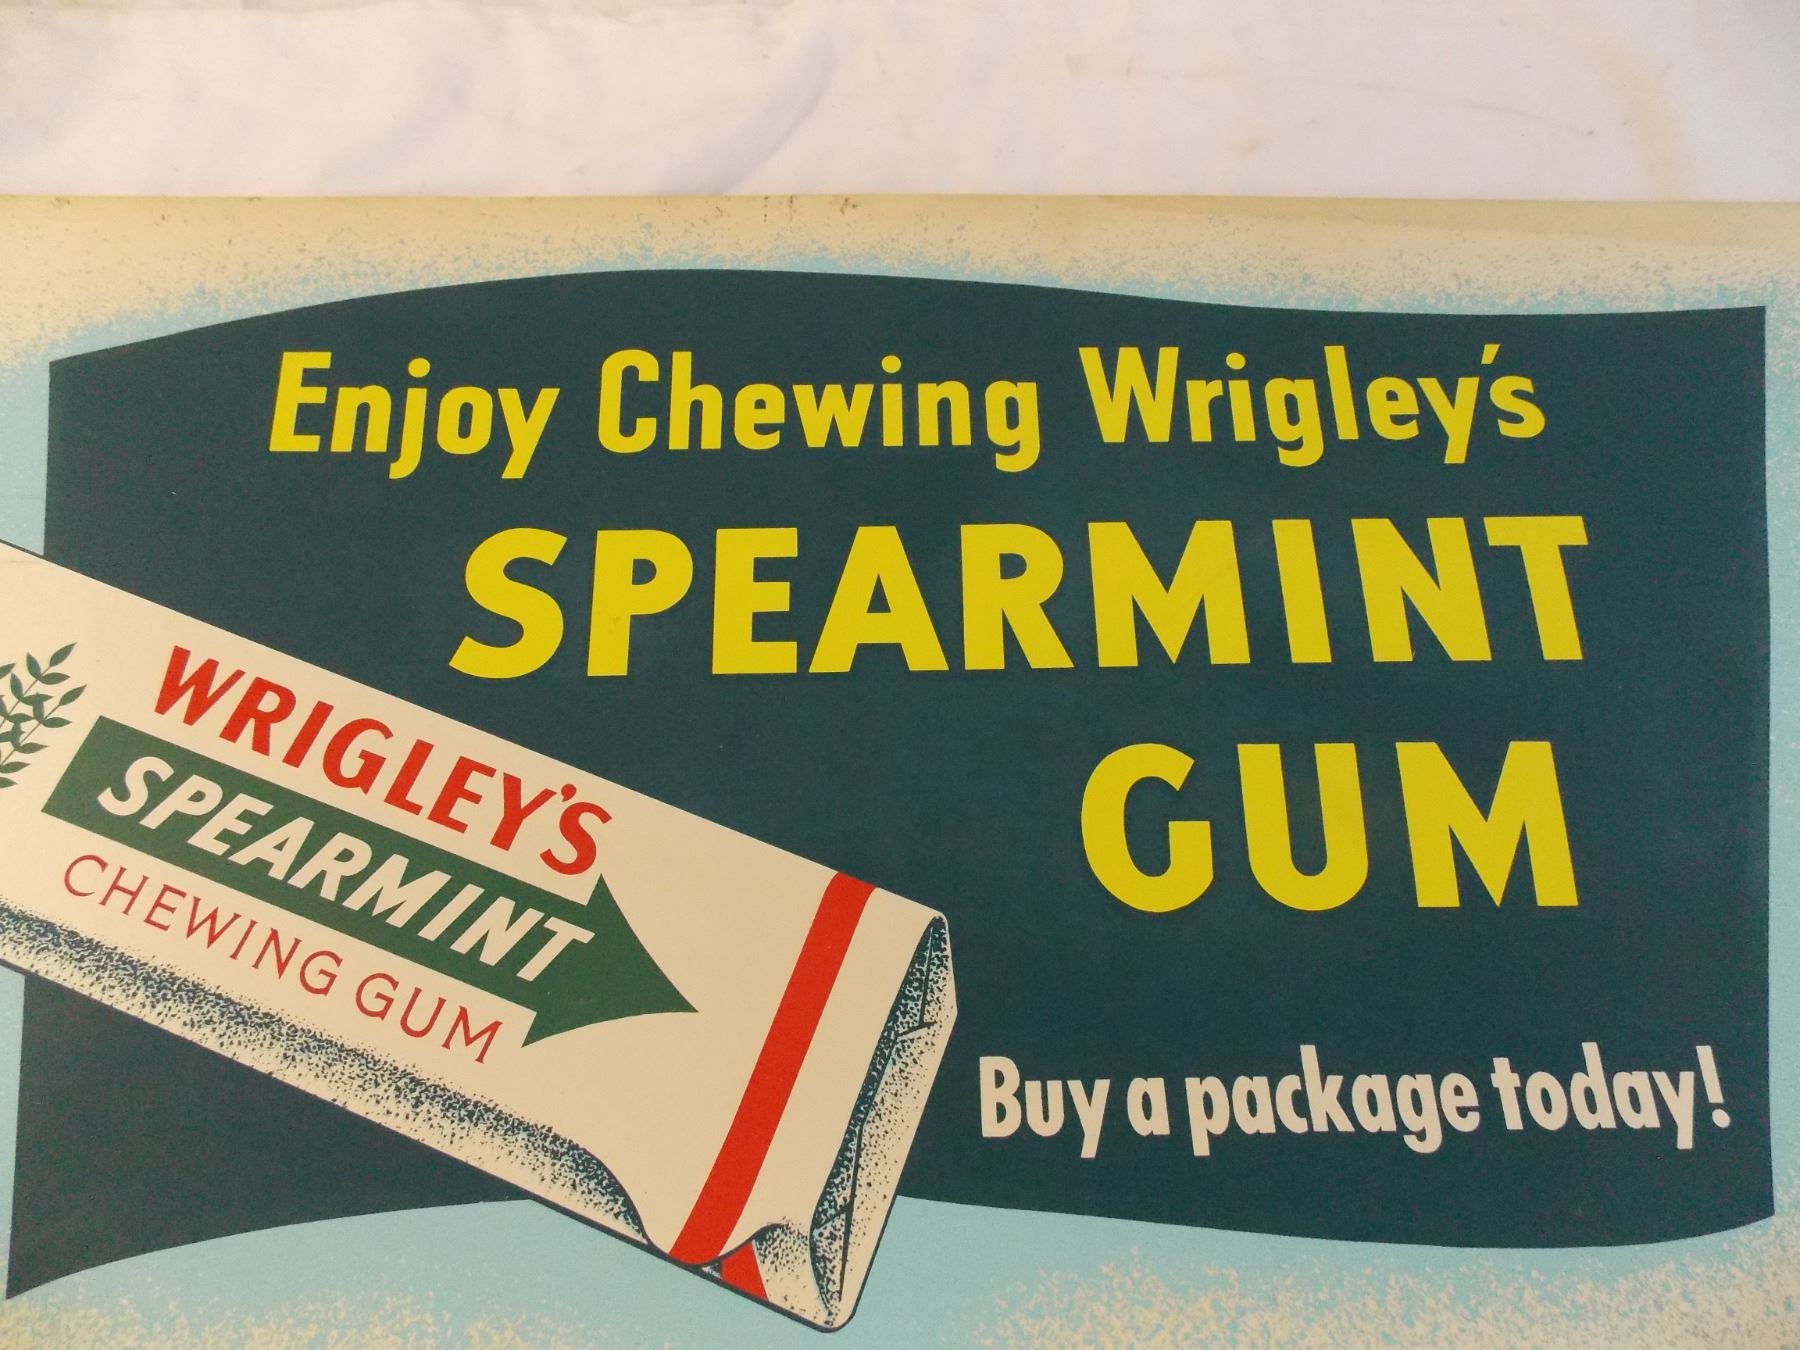 Enjoy Chewing Wrigley's
SPEARMINT
GUM
WRIGLEY'S
SPEARMINT
CHEWING GUM
Buy a package today!